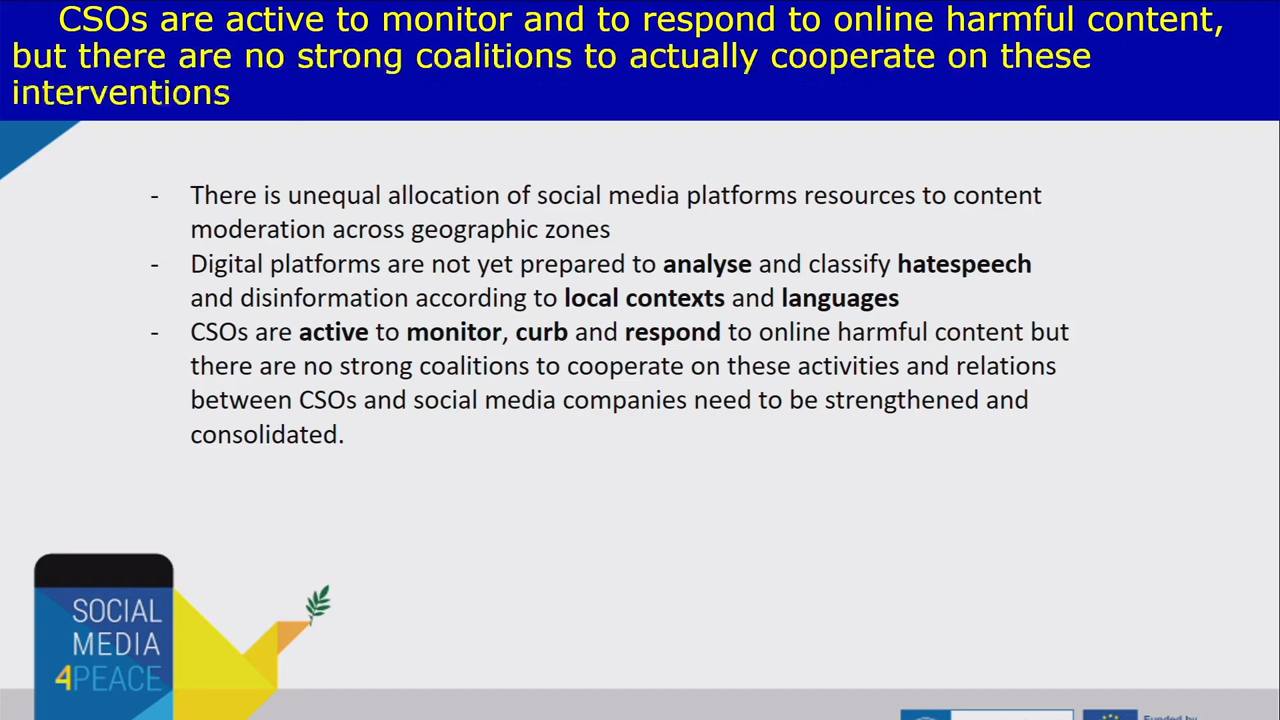 CSOs are active to monitor and to respond to online harmful content,
but there are no strong coalitions to actually cooperate on these
interventions
- There is unequal allocation of social media platforms resources to content
moderation across geographic zones
- Digital platforms are not yet prepared to analyse and classify hatespeech
and disinformation according to local contexts and languages
- CSOs are active to monitor, curb and respond to online harmful content but
there are no strong coalitions to cooperate on these activities and relations
between CSOs and social media companies need to be strengthened and
consolidated.
SOCIAL
MEDIA
4PEACE
Funded by